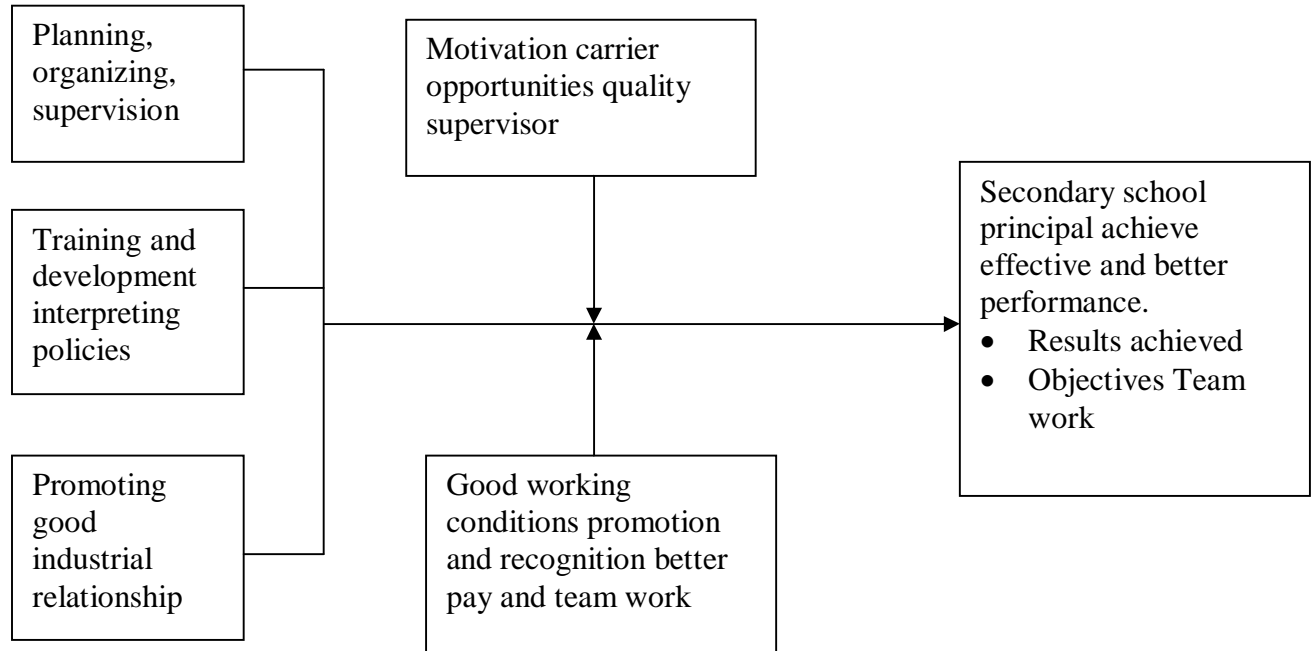 Planning,
organizing,
supervision
Motivation carrier
opportunities quality
supervisor
Training and
development
interpreting
policies
Secondary school
principal achieve
effective and better
performance.
• Results achieved
• Objectives Team
work
Promoting
good
industrial
relationship
Good working
conditions promotion
and recognition better
pay and team work